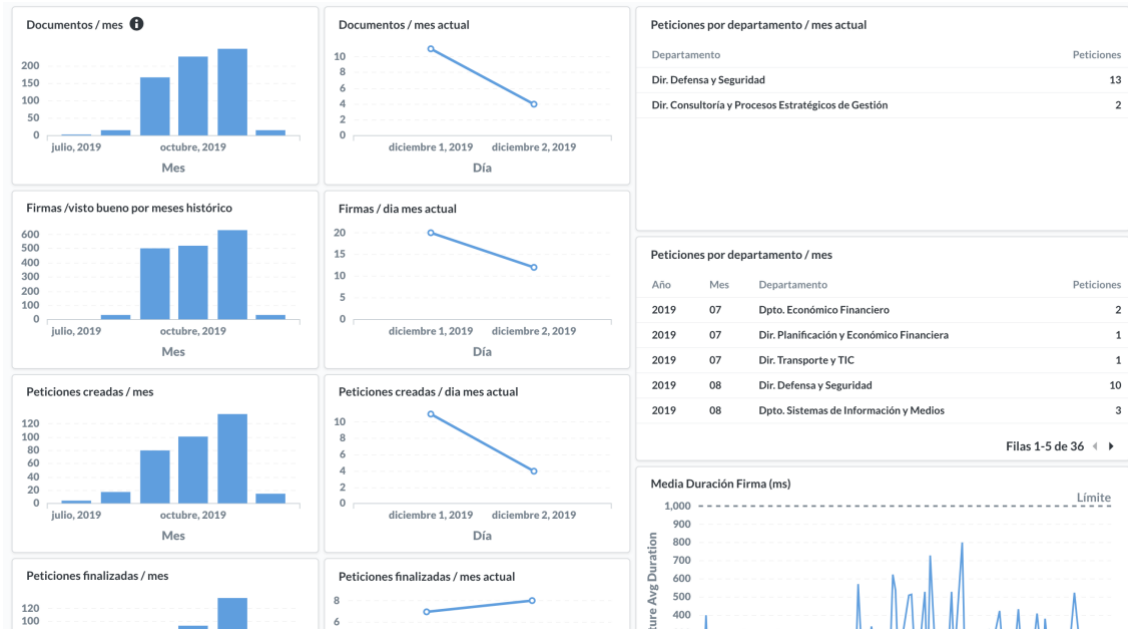 Documentos / mes
200
150
100
50
0
julio, 2019 octubre, 2019
Mes
Documentos / mes actual
10
8
6
4
2
0
diciembre 1, 2019 diciembre 2, 2019
Día
Peticiones por departamento / mes actual
Departamento Peticiones
Dir. Defensa y Seguridad 13
Dir. Consultoría y Procesos Estratégicos de Gestión 2
Firmas /visto bueno por meses histórico
600
500
400
300
200
100
0
julio, 2019 octubre, 2019
Mes
Firmas / dia mes actual
20
15
10
5
0
diciembre 1, 2019 diciembre 2, 2019
Día
Peticiones por departamento / mes
Año Mes Departamento Peticiones
2019 07 Dpto. Económico Financiero 2
2019 07 Dir. Planificación y Económico Financiera 1
2019 07 Dir. Transporte y TIC 1
2019 08 Dir. Defensa y Seguridad 10
2019 08 Dpto. Sistemas de Información y Medios 3
Filas 1-5 de 36
Peticiones creadas / mes
120
100
80
60
40
20
0
julio, 2019 octubre, 2019
Mes
Peticiones creadas / dia mes actual
10
8
6
4
2
0
diciembre 1, 2019 diciembre 2, 2019
Día
Media Duración Firma (ms)
Límite
1,000
900
800
700
600
500
400
ture Avg Duration
Peticiones finalizadas / mes
120
100
Peticiones finalizadas / mes actual
8
6